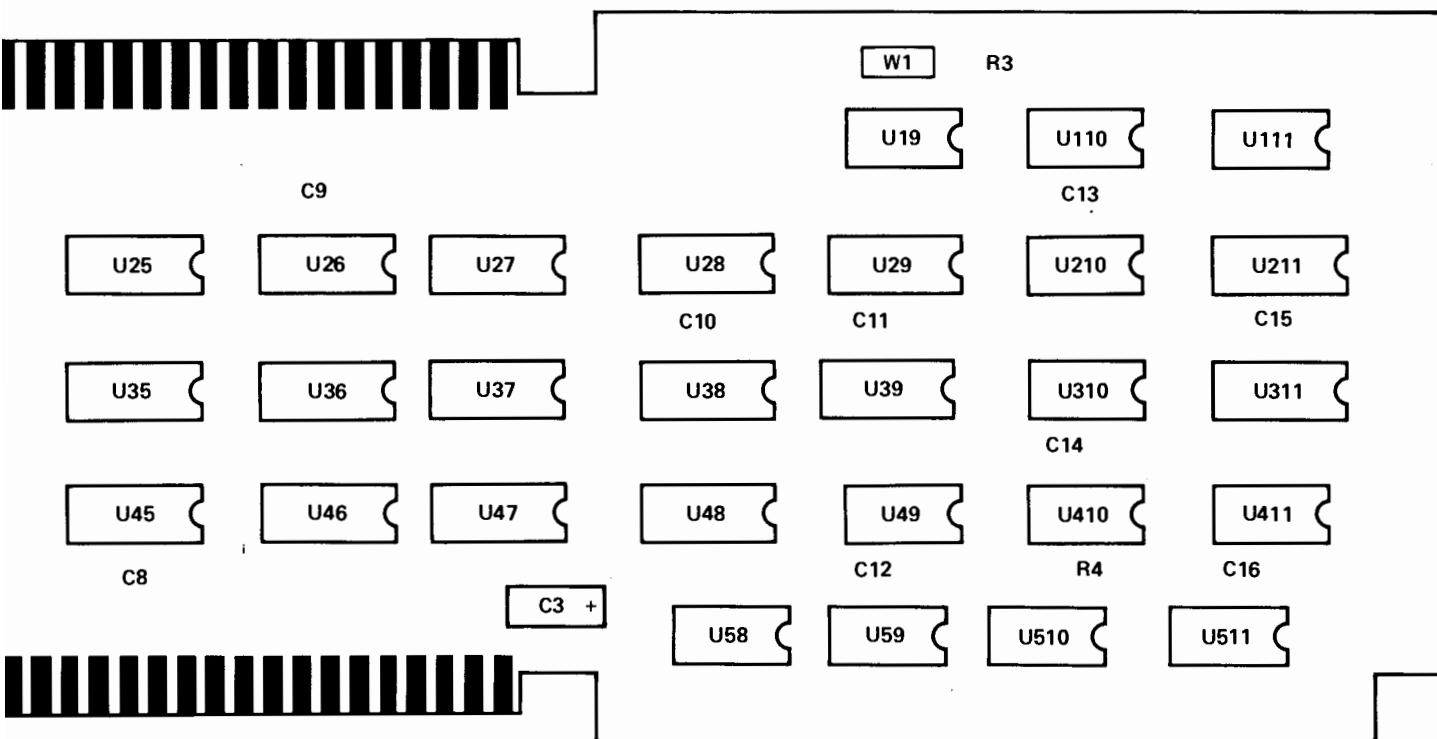 W1 R3
U19 U110 U111
C9 C13
U25 U26 U27 U28 U29 U210 U211
C10 C11 C15
U35 U36 U37 U38 U39 U310 U311
C14
U45 U46 U47 U48 U49 U410 U411
C8 C12 R4 C16
C3 +
U58 U59 U510 U511